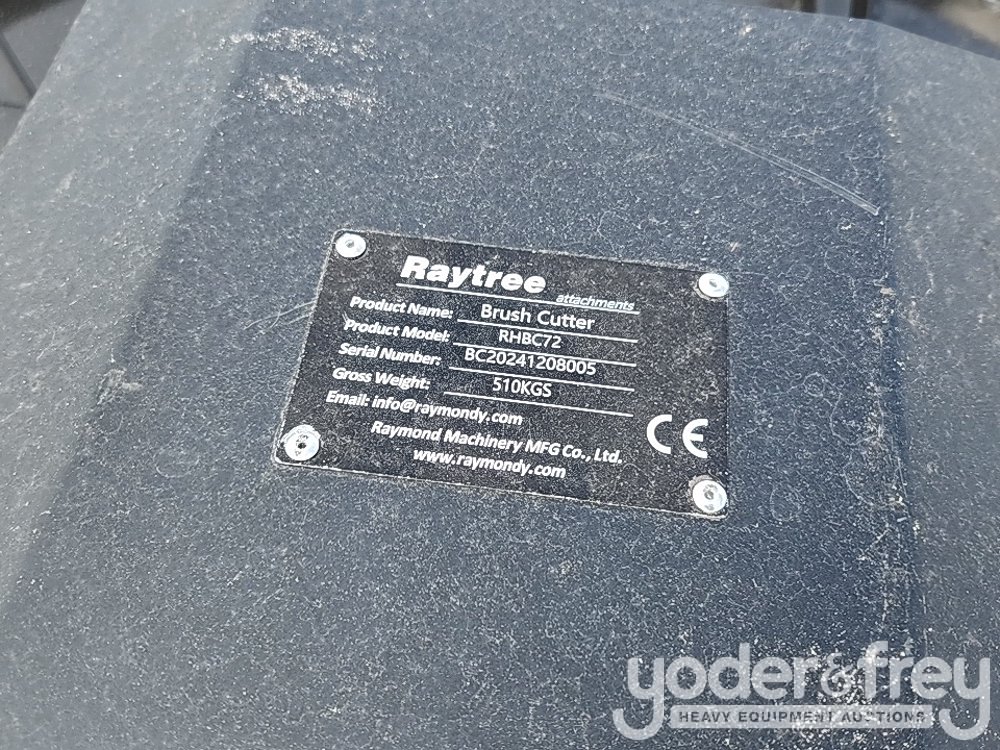 Raytree
attachments
Product Name: Brush Cutter
Product Model: RHBC72
Serial Number: BC20241208005
Gross Weight: 510KGS
Email: info@raymondy.com
Raymond Machinery MFG Co., Ltd.
www.raymondy.com
CE
yoder&frey
HEAVY EQUIPMENT AUCTIONS